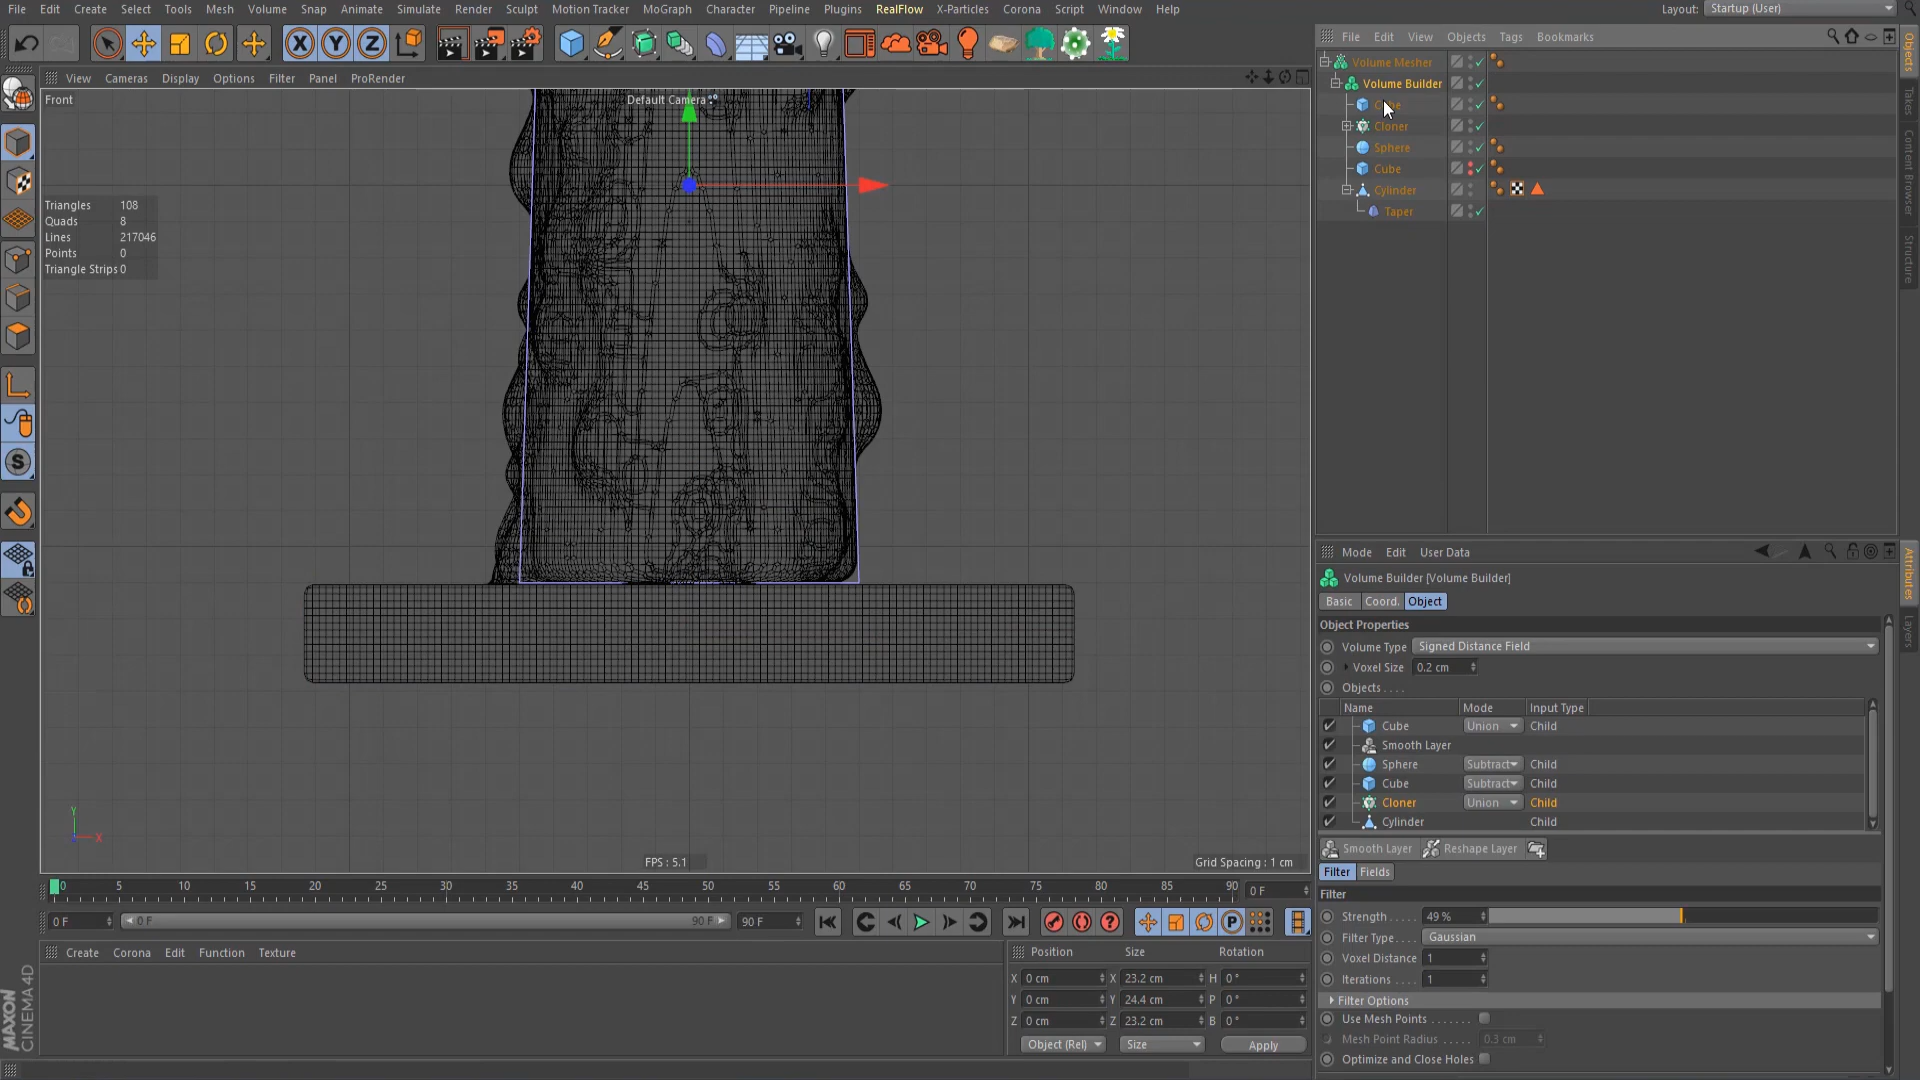 File Edit Create Select Tools Mesh Volume Snap Animate Simulate Render Sculpt Motion Tracker MoGraph Character Pipeline Plugins RealFlow X-Particles Corona Script Window Help
Layout: Startup (User)
View Cameras Display Options Filter Panel ProRender
File Edit View Objects Tags Bookmarks
Front
Default Camera
Triangles 108
Quads 8
Lines 217046
Points 0
Triangle Strips 0
Volume Mesher
Volume Builder
Cloner
Sphere
Cube
Cylinder
Taper
Objects
Takes
Content Browser
Structure
Mode Edit User Data
Volume Builder [Volume Builder]
Basic Coord. Object
Object Properties
Volume Type Signed Distance Field
Voxel Size 0.2 cm
Objects . . . .
Name Mode Input Type
Cube Union Child
Smooth Layer
Sphere Subtract Child
Cube Subtract Child
Cloner Union Child
Cylinder Child
Smooth Layer Reshape Layer
Filter Fields
Filter
Strength . . . . . 49 %
Filter Type . . . . Gaussian
Voxel Distance 1
Iterations . . . . 1
Filter Options
Use Mesh Points . . . . . . .
Mesh Point Radius . . . . . 0.3 cm
Optimize and Close Holes
Attributes
Layers
Y
X
FPS : 5.1
Grid Spacing : 1 cm
0 5 10 15 20 25 30 35 40 45 50 55 60 65 70 75 80 85 90 0 F
0 F 0 F 90 F 90 F
Create Corona Edit Function Texture
Position Size Rotation
X 0 cm X 23.2 cm H 0 °
Y 0 cm Y 24.4 cm P 0 °
Z 0 cm Z 23.2 cm B 0 °
Object (Rel) Size Apply
MAXON
CINEMA 4D